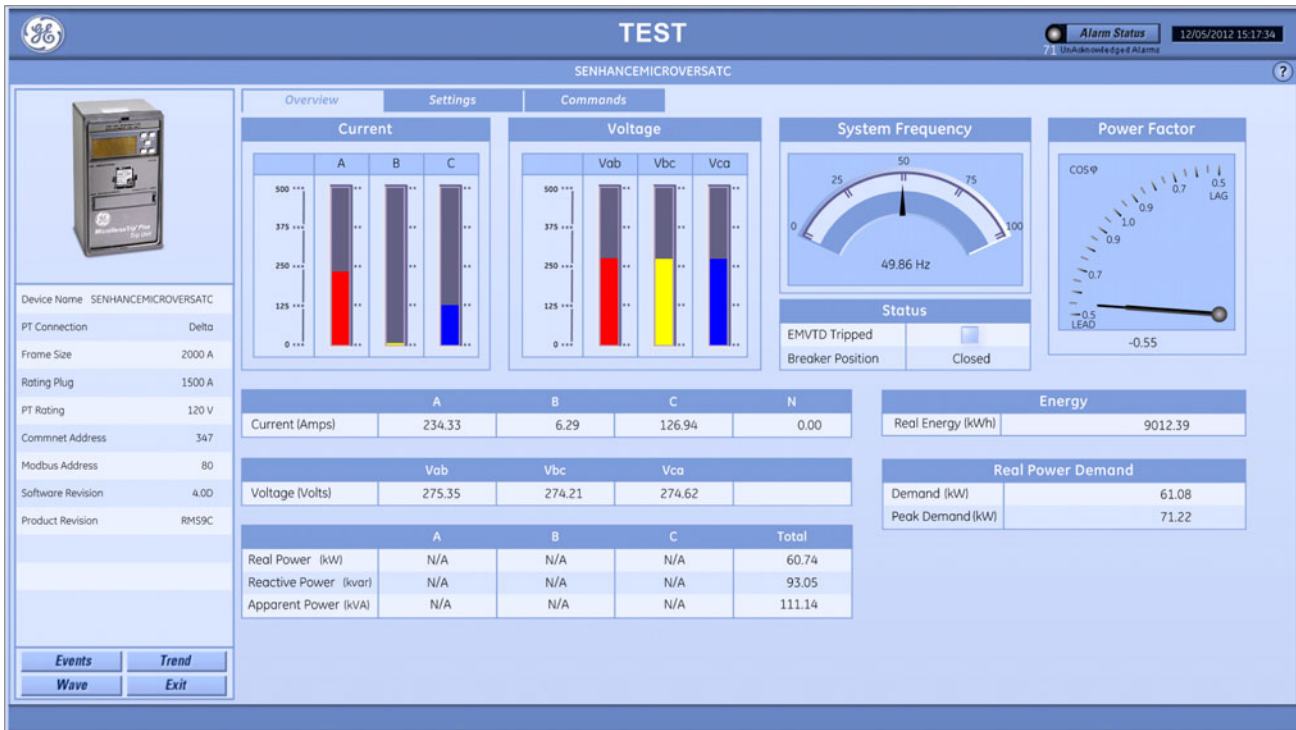 TEST
Alarm Status
12/05/2012 15:17:34
71 UnAcknowledged Alarms
SENHANCEMICROVERSATC
?
Overview Settings Commands
Current
A B C
500
375
250
125
0
Voltage
Vab Vbc Vca
500
375
250
125
0
System Frequency
0 25 50 75 100
49.86 Hz
Power Factor
COSφ
0.5
LAG
0.7
0.9
1.0
0.9
0.7
0.5
LEAD
-0.55
Status
EMVTD Tripped
Breaker Position Closed
Device Name SENHANCEMICROVERSATC
PT Connection Delta
Frame Size 2000 A
Rating Plug 1500 A
PT Rating 120 V
Commnet Address 347
Modbus Address 80
Software Revision 4.0D
Product Revision RMS9C
A B C N
Current (Amps) 234.33 6.29 126.94 0.00
Vab Vbc Vca
Voltage (Volts) 275.35 274.21 274.62
A B C Total
Real Power (kW) N/A N/A N/A 60.74
Reactive Power (kvar) N/A N/A N/A 93.05
Apparent Power (kVA) N/A N/A N/A 111.14
Energy
Real Energy (kWh) 9012.39
Real Power Demand
Demand (kW) 61.08
Peak Demand (kW) 71.22
Events Trend
Wave Exit